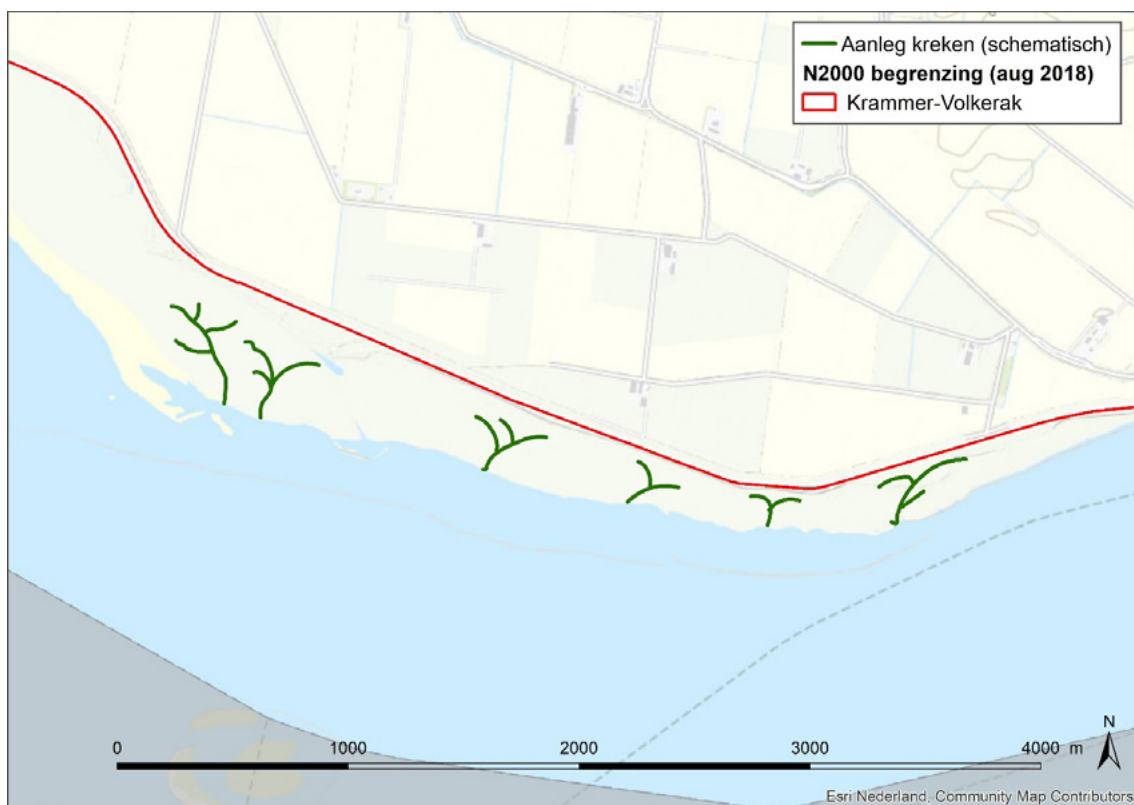 Aanleg kreken (schematisch)
N2000 begrenzing (aug 2018)
Krammer-Volkerak
N
0 1000 2000 3000 4000 m
Esri Nederland, Community Map Contributors